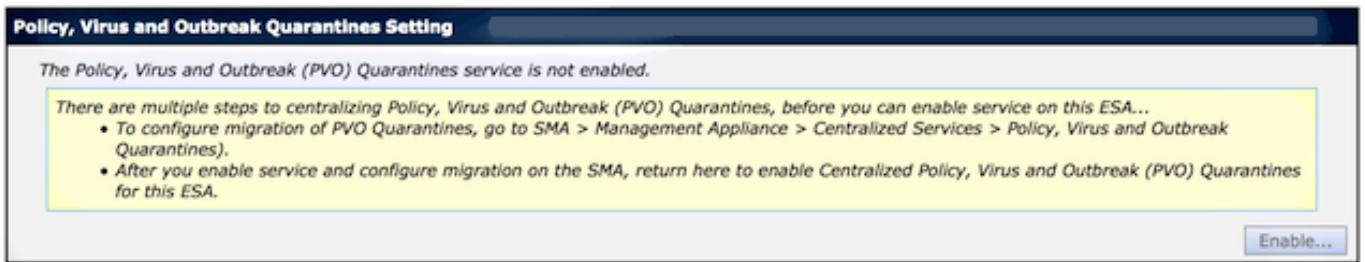 Policy, Virus and Outbreak Quarantines Setting
The Policy, Virus and Outbreak (PVO) Quarantines service is not enabled.
There are multiple steps to centralizing Policy, Virus and Outbreak (PVO) Quarantines, before you can enable service on this ESA...
• To configure migration of PVO Quarantines, go to SMA > Management Appliance > Centralized Services > Policy, Virus and Outbreak
Quarantines).
• After you enable service and configure migration on the SMA, return here to enable Centralized Policy, Virus and Outbreak (PVO) Quarantines
for this ESA.
Enable...